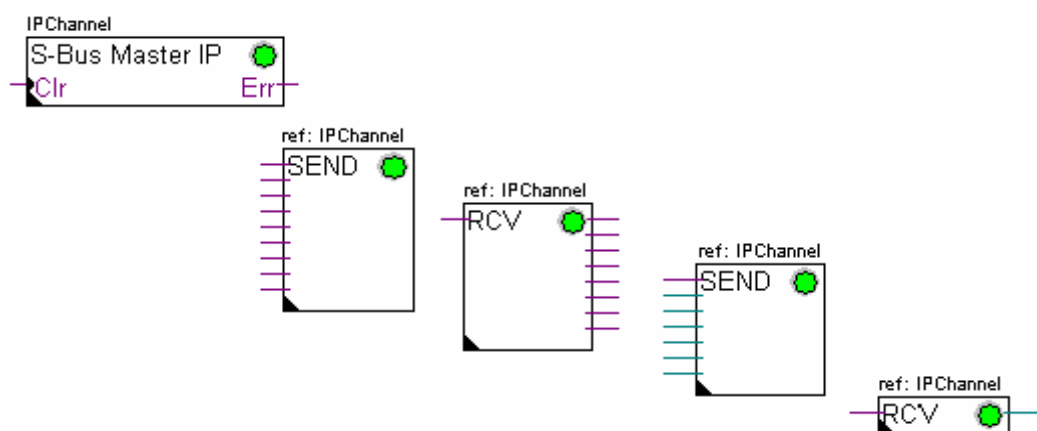 IPChannel
S-Bus Master IP
Clr Err
ref: IPChannel
SEND
ref: IPChannel
RCV
ref: IPChannel
SEND
ref: IPChannel
RCV